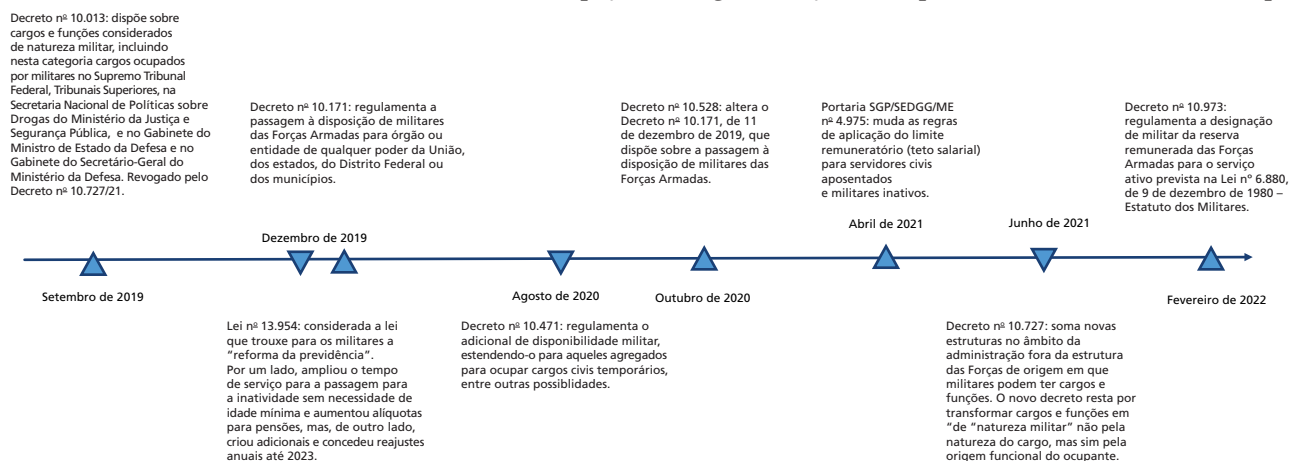 Decreto nº 10.013: dispõe sobre
cargos e funções considerados
de natureza militar, incluindo
nesta categoria cargos ocupados
por militares no Supremo Tribunal
Federal, Tribunais Superiores, na
Secretaria Nacional de Políticas sobre
Drogas do Ministério da Justiça e
Segurança Pública, e no Gabinete do
Ministro de Estado da Defesa e no
Gabinete do Secretário-Geral do
Ministério da Defesa. Revogado pelo
Decreto nº 10.727/21.
Decreto nº 10.171: regulamenta a
passagem à disposição de militares
das Forças Armadas para órgão ou
entidade de qualquer poder da União,
dos estados, do Distrito Federal ou
dos municípios.
Decreto nº 10.528: altera o
Decreto nº 10.171, de 11
de dezembro de 2019, que
dispõe sobre a passagem à
disposição de militares das
Forças Armadas.
Portaria SGP/SEDGG/ME
nº 4.975: muda as regras
de aplicação do limite
remuneratório (teto salarial)
para servidores civis
aposentados
e militares inativos.
Decreto nº 10.973:
regulamenta a designação
de militar da reserva
remunerada das Forças
Armadas para o serviço
ativo prevista na Lei n° 6.880,
de 9 de dezembro de 1980 –
Estatuto dos Militares.
Dezembro de 2019
Abril de 2021
Junho de 2021
Setembro de 2019
Agosto de 2020
Outubro de 2020
Fevereiro de 2022
Lei nº 13.954: considerada a lei
que trouxe para os militares a
“reforma da previdência”.
Por um lado, ampliou o tempo
de serviço para a passagem para
a inatividade sem necessidade de
idade mínima e aumentou alíquotas
para pensões, mas, de outro lado,
criou adicionais e concedeu reajustes
anuais até 2023.
Decreto nº 10.471: regulamenta o
adicional de disponibilidade militar,
estendendo-o para aqueles agregados
para ocupar cargos civis temporários,
entre outras possiblidades.
Decreto nº 10.727: soma novas
estruturas no âmbito da
administração fora da estrutura
das Forças de origem em que
militares podem ter cargos e
funções. O novo decreto resta por
transformar cargos e funções em
“de “natureza militar” não pela
natureza do cargo, mas sim pela
origem funcional do ocupante.